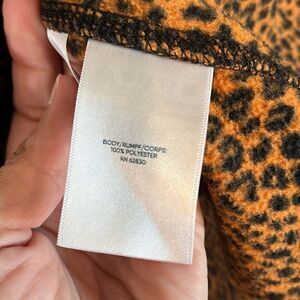 BODY/RUMPF/CORPS:
100% POLYESTER
RN 62830